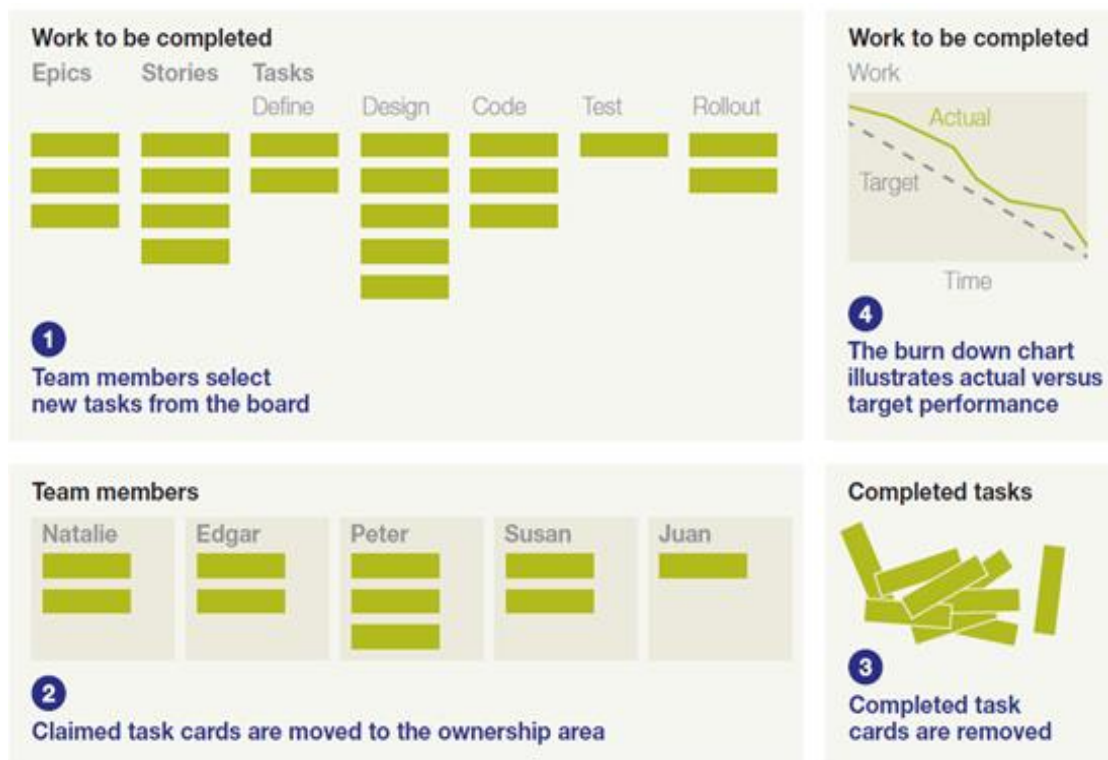 Work to be completed
Epics Stories Tasks
Define Design Code Test Rollout
1
Team members select
new tasks from the board
Work to be completed
Work
Actual
Target
Time
4
The burn down chart
illustrates actual versus
target performance
Team members
Natalie Edgar Peter Susan Juan
2
Claimed task cards are moved to the ownership area
Completed tasks
3
Completed task
cards are removed